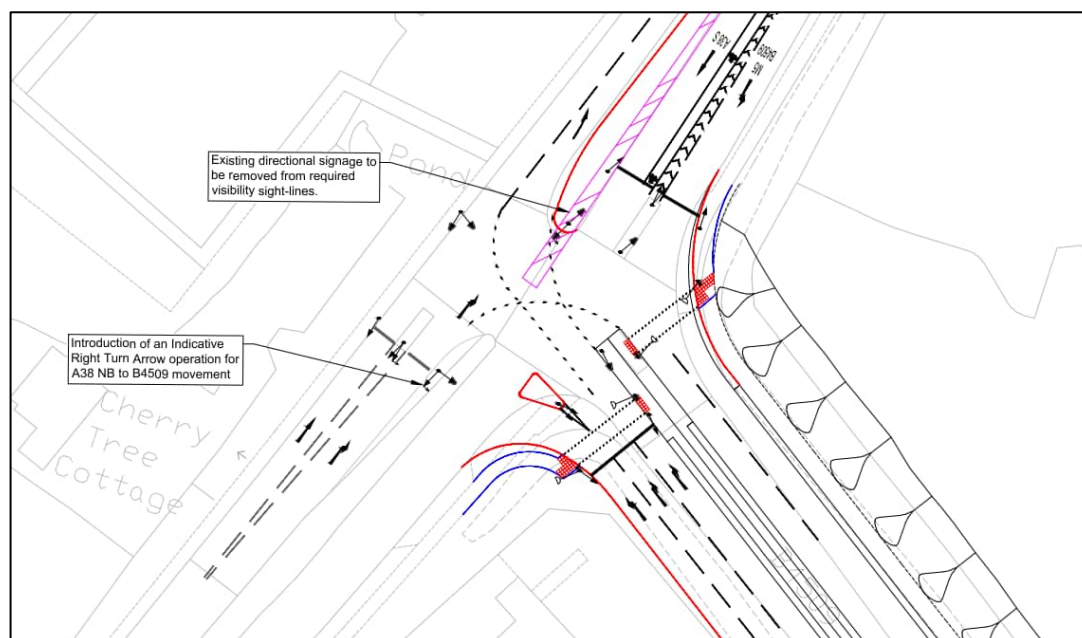 A38 S
M5
B4509
Existing directional signage to
be removed from required
visibility sight-lines.
Pond
Introduction of an Indicative
Right Turn Arrow operation for
A38 NB to B4509 movement
Cherry
Tree
Cottage